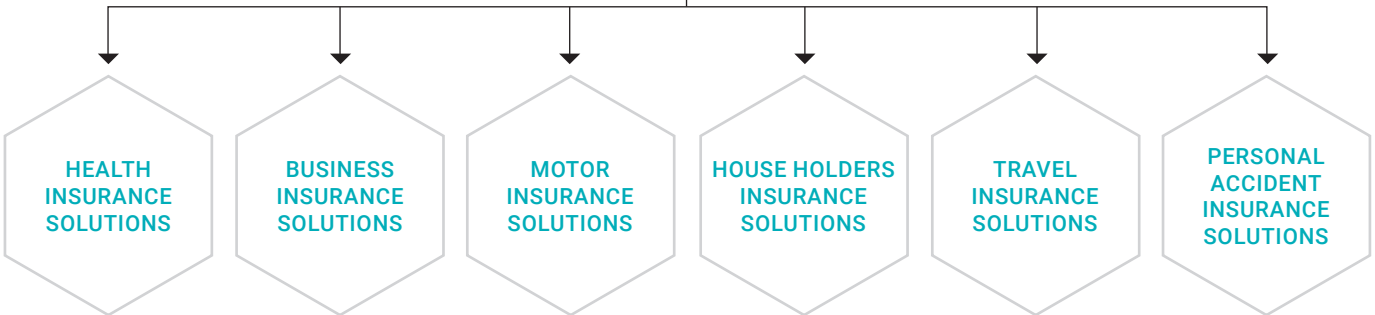 HEALTH
INSURANCE
SOLUTIONS
BUSINESS
INSURANCE
SOLUTIONS
MOTOR
INSURANCE
SOLUTIONS
HOUSE HOLDERS
INSURANCE
SOLUTIONS
TRAVEL
INSURANCE
SOLUTIONS
PERSONAL
ACCIDENT
INSURANCE
SOLUTIONS